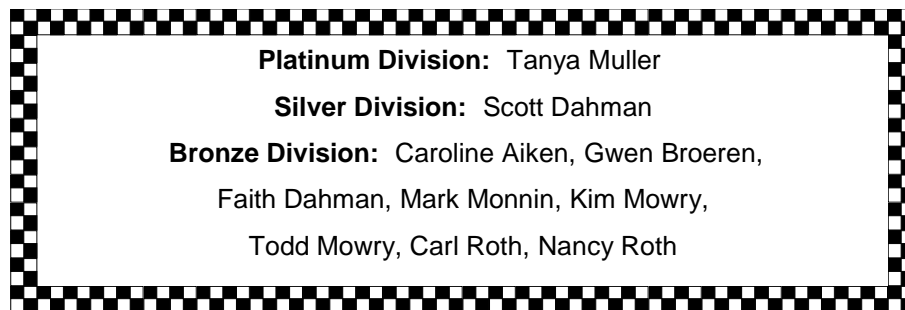 Platinum Division: Tanya Muller
Silver Division: Scott Dahman
Bronze Division: Caroline Aiken, Gwen Broeren,
Faith Dahman, Mark Monnin, Kim Mowry,
Todd Mowry, Carl Roth, Nancy Roth